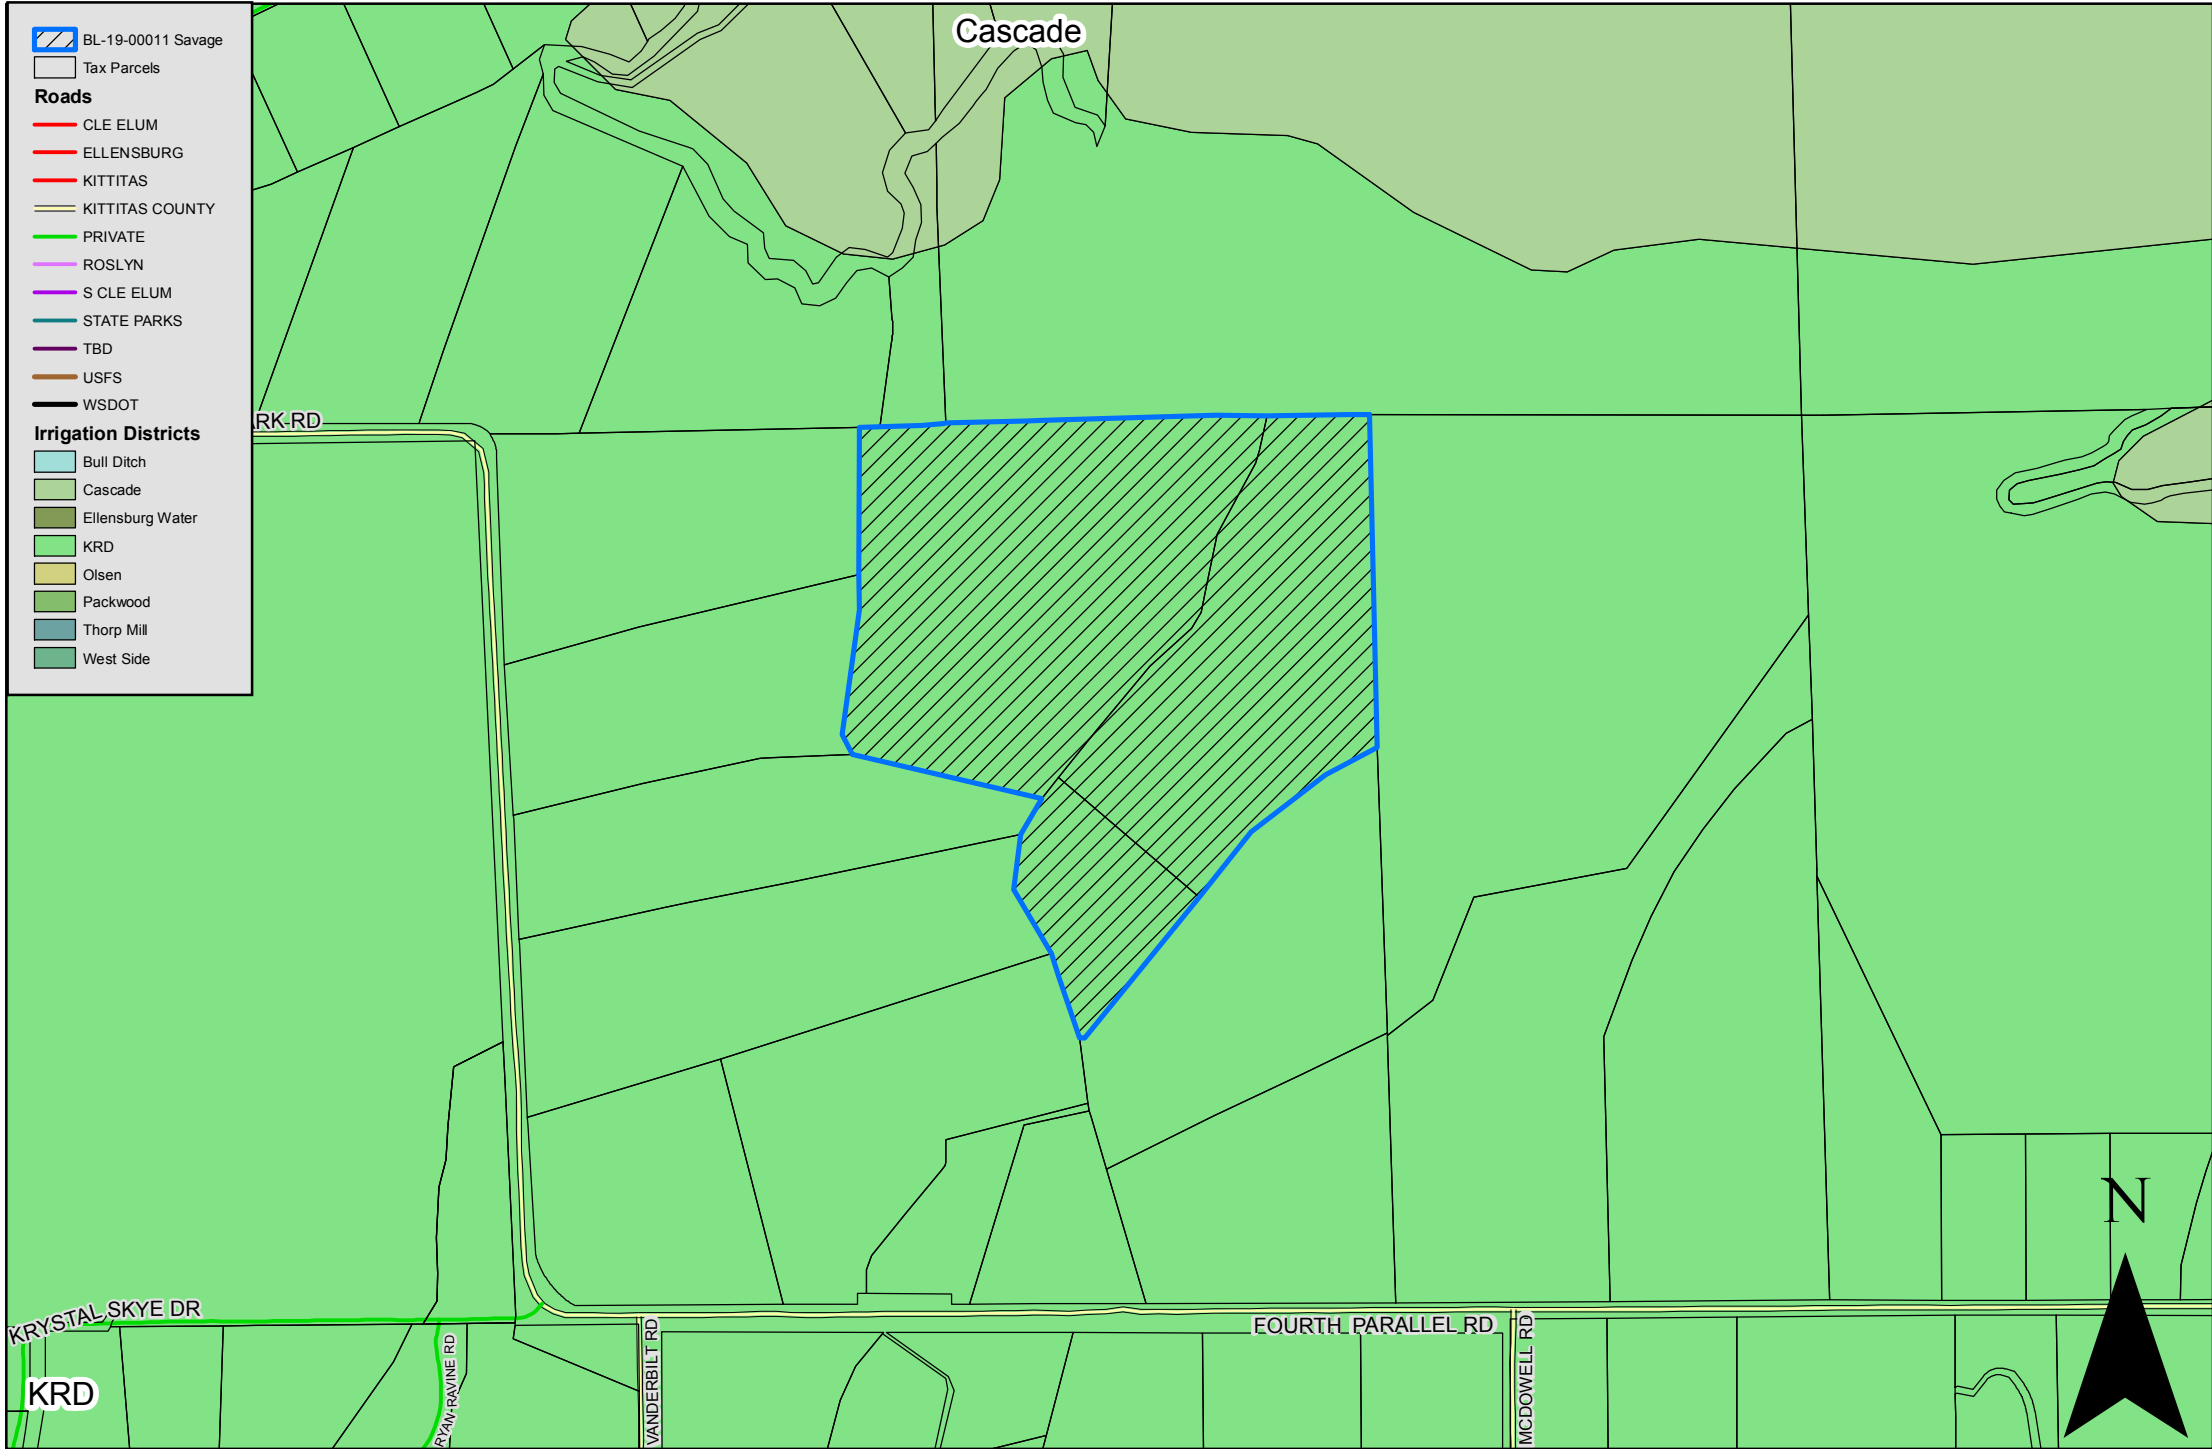 BL-19-00011 Savage
Tax Parcels
Roads
CLE ELUM
ELLENSBURG
KITTITAS
KITTITAS COUNTY
PRIVATE
ROSLYN
S CLE ELUM
STATE PARKS
TBD
USFS
WSDOT
Irrigation Districts
Bull Ditch
Cascade
Ellensburg Water
KRD
Olsen
Packwood
Thorp Mill
West Side
Cascade
RK RD
KRYSTAL SKYE DR
RYAN-RAVINE RD
VANDERBILT RD
FOURTH PARALLEL RD
MCDOWELL RD
KRD
N